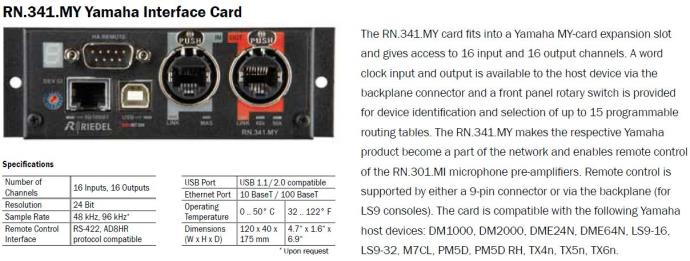 RN.341.MY Yamaha Interface Card
HA REMOTE
PUSH
IN
OUT
PUSH
DEV ID
10/100BT
USB
RIEDEL
LINK
MAS
LINK
RN.341.MY
Specifications
Number of Channels 16 Inputs, 16 Outputs
Resolution 24 Bit
Sample Rate 48 kHz, 96 kHz*
Remote Control Interface RS-422, AD8HR protocol compatible
USB Port USB 1.1/2.0 compatible
Ethernet Port 10 BaseT / 100 BaseT
Operating Temperature 0 .. 50° C 32 .. 122° F
Dimensions (W x H x D) 120 x 40 x 175 mm 4.7" x 1.6" x 6.9"
* Upon request
The RN.341.MY card fits into a Yamaha MY-card expansion slot
and gives access to 16 input and 16 output channels. A word
clock input and output is available to the host device via the
backplane connector and a front panel rotary switch is provided
for device identification and selection of up to 15 programmable
routing tables. The RN.341.MY makes the respective Yamaha
product become a part of the network and enables remote control
of the RN.301.MI microphone pre-amplifiers. Remote control is
supported by either a 9-pin connector or via the backplane (for
LS9 consoles). The card is compatible with the following Yamaha
host devices: DM1000, DM2000, DME24N, DME64N, LS9-16,
LS9-32, M7CL, PM5D, PM5D RH, TX4n, TX5n, TX6n.